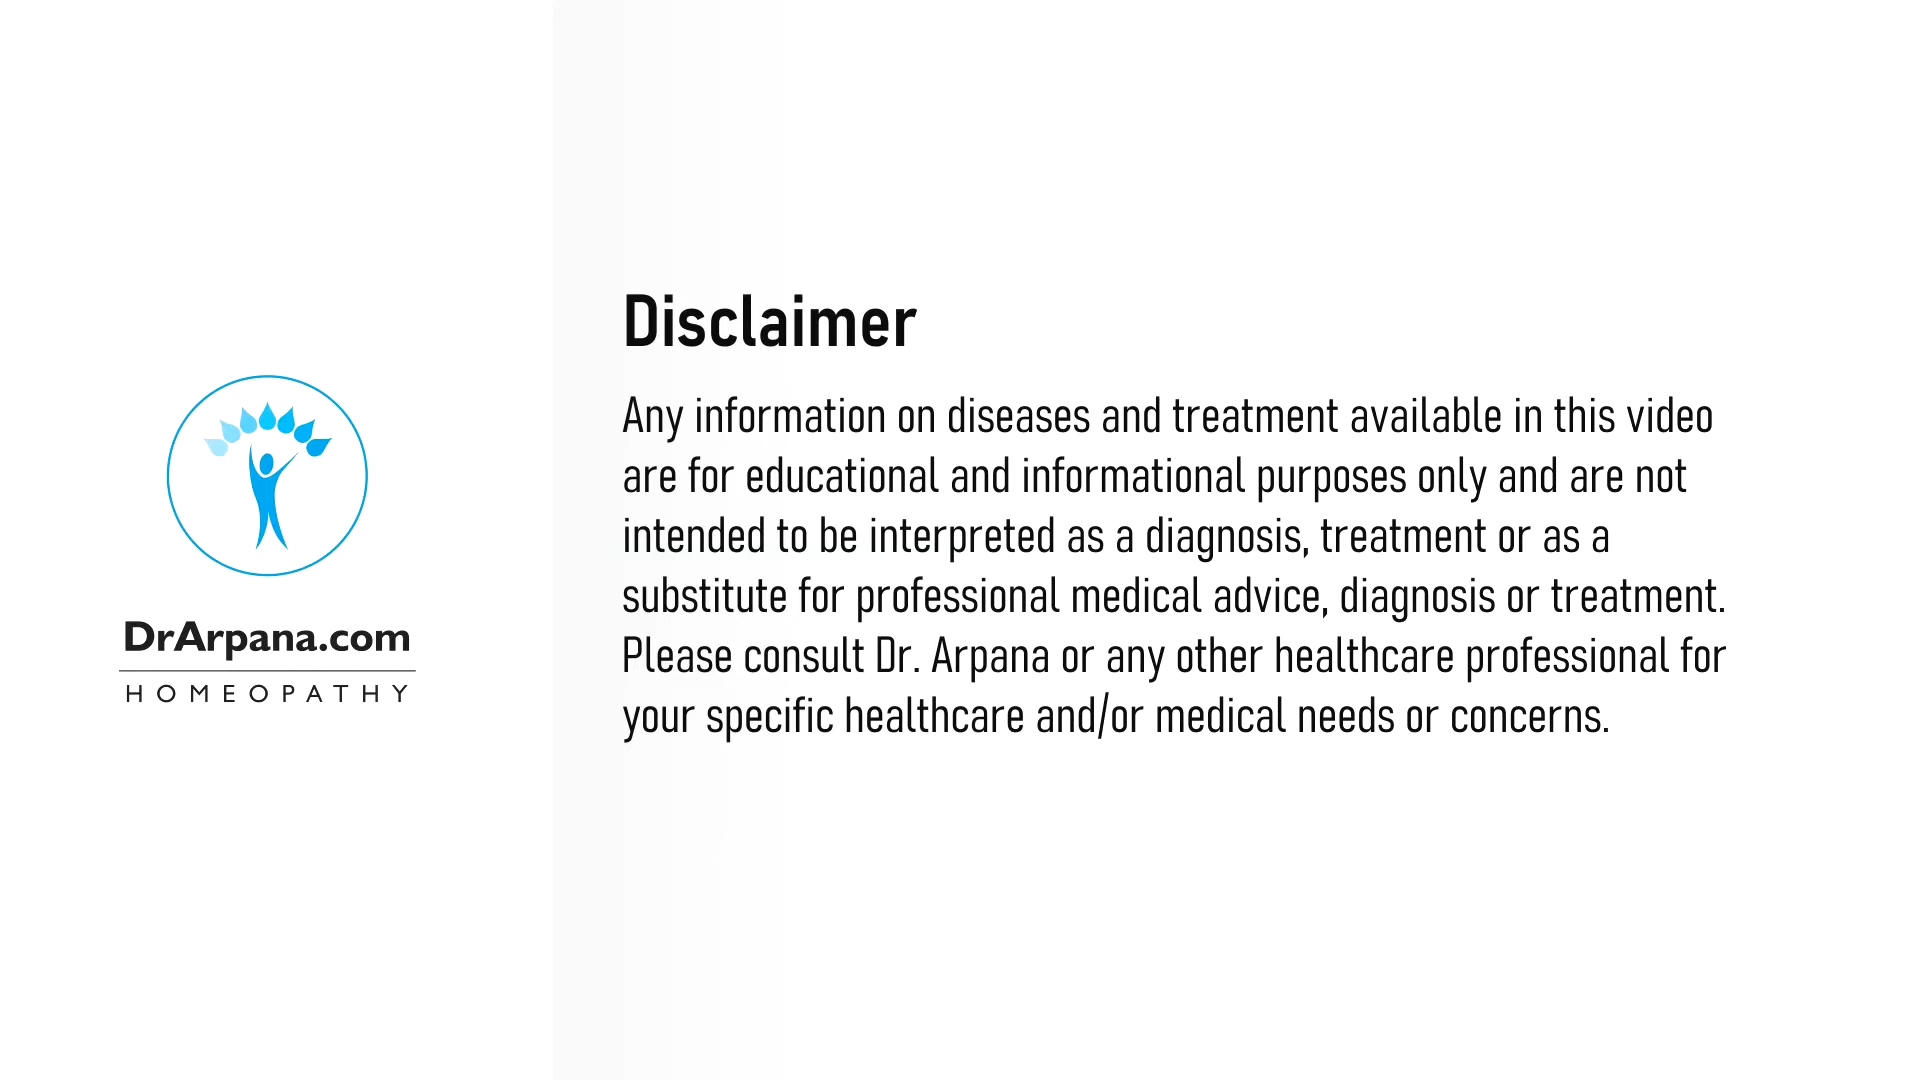 DrArpana.com
HOMEOPATHY
Disclaimer
Any information on diseases and treatment available in this video
are for educational and informational purposes only and are not
intended to be interpreted as a diagnosis, treatment or as a
substitute for professional medical advice, diagnosis or treatment.
Please consult Dr. Arpana or any other healthcare professional for
your specific healthcare and/or medical needs or concerns.